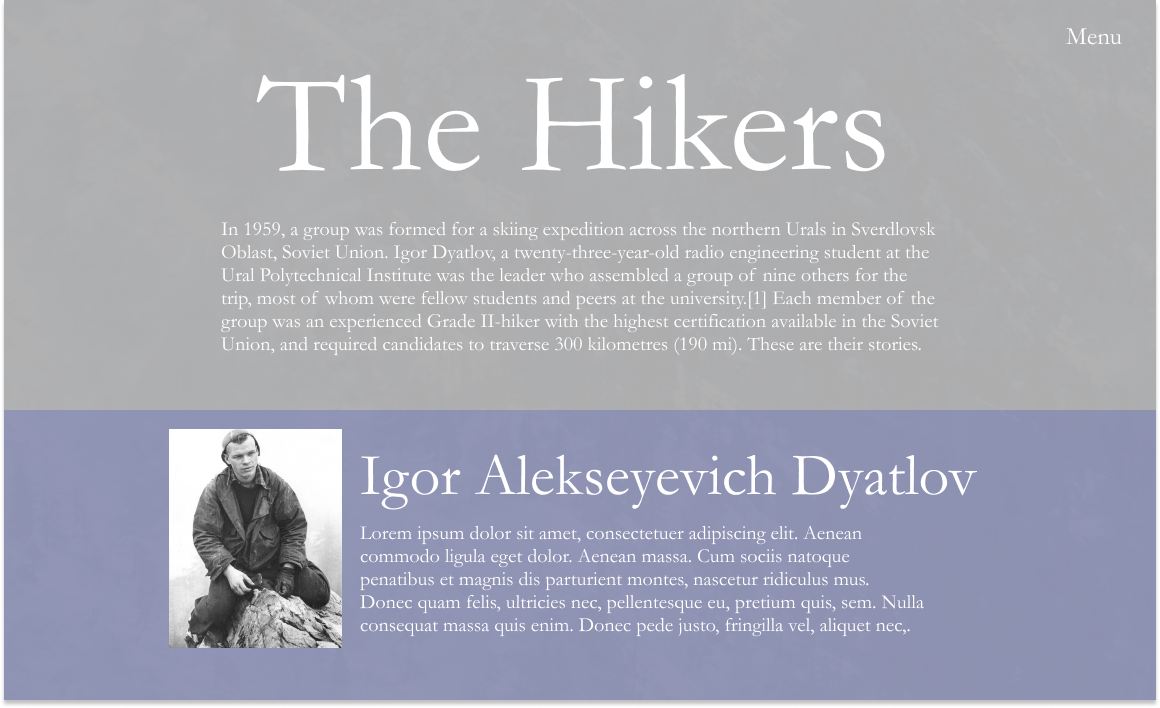 Menu
The Hikers
In 1959, a group was formed for a skiing expedition across the northern Urals in Sverdlovsk
Oblast, Soviet Union. Igor Dyatlov, a twenty-three-year-old radio engineering student at the
Ural Polytechnical Institute was the leader who assembled a group of nine others for the
trip, most of whom were fellow students and peers at the university.[1] Each member of the
group was an experienced Grade II-hiker with the highest certification available in the Soviet
Union, and required candidates to traverse 300 kilometres (190 mi). These are their stories.
Igor Alekseyevich Dyatlov
Lorem ipsum dolor sit amet, consectetuer adipiscing elit. Aenean
commodo ligula eget dolor. Aenean massa. Cum sociis natoque
penatibus et magnis dis parturient montes, nascetur ridiculus mus.
Donec quam felis, ultricies nec, pellentesque eu, pretium quis, sem. Nulla
consequat massa quis enim. Donec pede justo, fringilla vel, aliquet nec,.